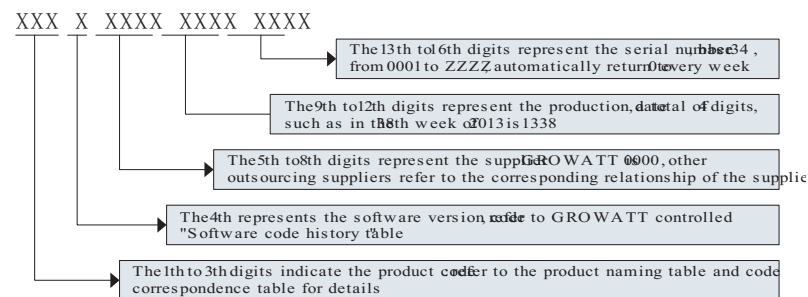 XXX X XXXX XXXX XXXX
The 13th to 16th digits represent the serial number, base 34 ,
from 0001 to ZZZZ, automatically return to 0 every week
The 9th to 12th digits represent the production date, a total of 4 digits,
such as in the 38th week of 2013 is 1338
The 5th to 8th digits represent the supplier GROWATT is 0000, other
outsourcing suppliers refer to the corresponding relationship of the supplie
The 4th represents the software version code, refer to GROWATT controlled
"Software code history table"
The 1th to 3th digits indicate the product code refer to the product naming table and code
correspondence table for details